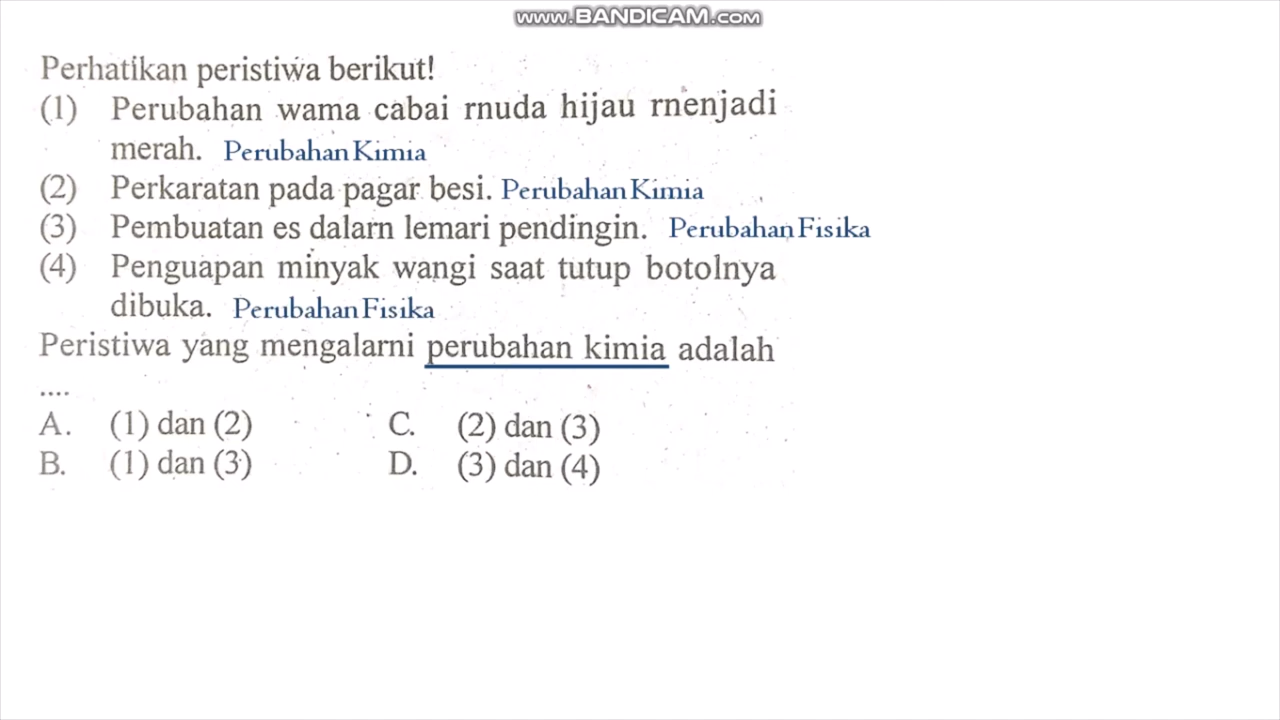 www.BANDICAM.com
Perhatikan peristiwa berikut!
(1) Perubahan wama cabai rnuda hijau rnenjadi
merah. Perubahan Kimia
(2) Perkaratan pada pagar besi. Perubahan Kimia
(3) Pembuatan es dalarn lemari pendingin. Perubahan Fisika
(4) Penguapan minyak wangi saat tutup botolnya
dibuka. Perubahan Fisika
Peristiwa yang mengalarni perubahan kimia adalah
....
A. (1) dan (2) C. (2) dan (3)
B. (1) dan (3) D. (3) dan (4)